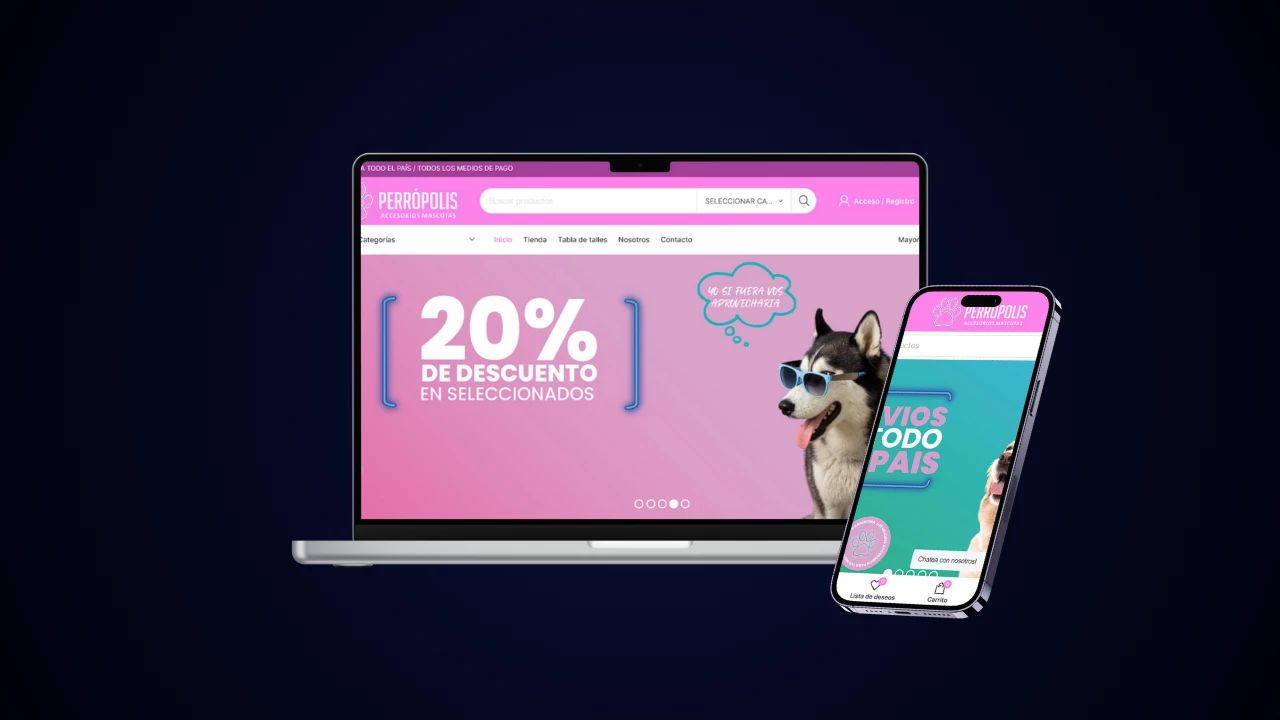 A TODO EL PAÍS / TODOS LOS MEDIOS DE PAGO
PERRÓPOLIS
ACCESORIOS MASCOTAS
Buscar productos
SELECCIONAR CA...
Acceso / Registro
Categorías
Inicio Tienda Tabla de talles Nosotros Contacto
Mayor
20%
DE DESCUENTO
EN SELECCIONADOS
YO SI FUERA VOS
APROVECHARIA
PERRÓPOLIS
ACCESORIOS MASCOTAS
uctos
VIOS
TODO
PAIS
Chatea con nosotros!
0
0
Lista de deseos
Carrito